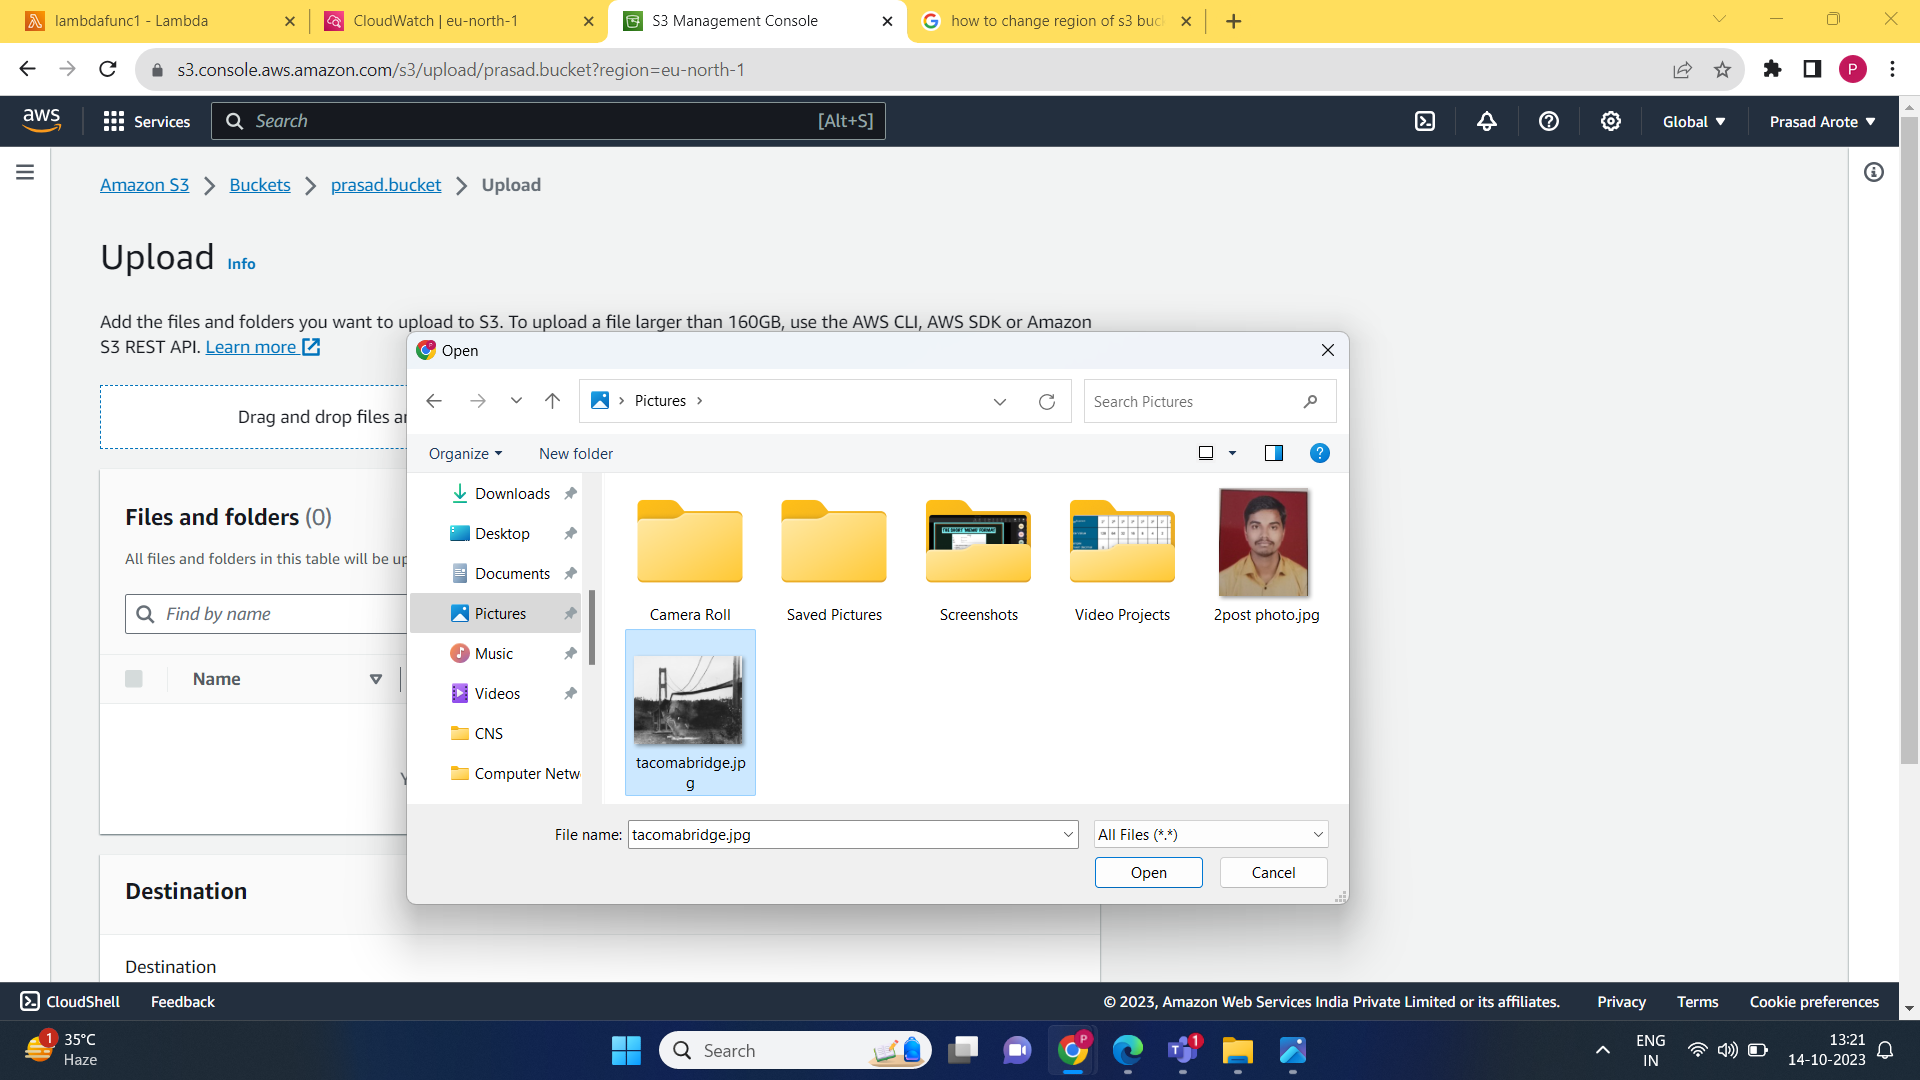 lambdafunc1 - Lambda
CloudWatch | eu-north-1
S3 Management Console
how to change region of s3 buc
s3.console.aws.amazon.com/s3/upload/prasad.bucket?region=eu-north-1
P
aws
Services
Search
[Alt+S]
Global
Prasad Arote
Amazon S3
Buckets
prasad.bucket
Upload
Upload Info
Add the files and folders you want to upload to S3. To upload a file larger than 160GB, use the AWS CLI, AWS SDK or Amazon
S3 REST API. Learn more
Drag and drop files a
Files and folders (0)
All files and folders in this table will be up
Find by name
Name
Open
Pictures
Search Pictures
Organize
New folder
Downloads
Desktop
Documents
Pictures
Music
Videos
CNS
Computer Netw
Camera Roll
Saved Pictures
Screenshots
Video Projects
2post photo.jpg
tacomabridge.jp
g
File name: tacomabridge.jpg
All Files (*.*)
Open
Cancel
Destination
Destination
CloudShell
Feedback
© 2023, Amazon Web Services India Private Limited or its affiliates.
Privacy
Terms
Cookie preferences
1
35°C
Haze
Search
P
1
ENG
IN
13:21
14-10-2023